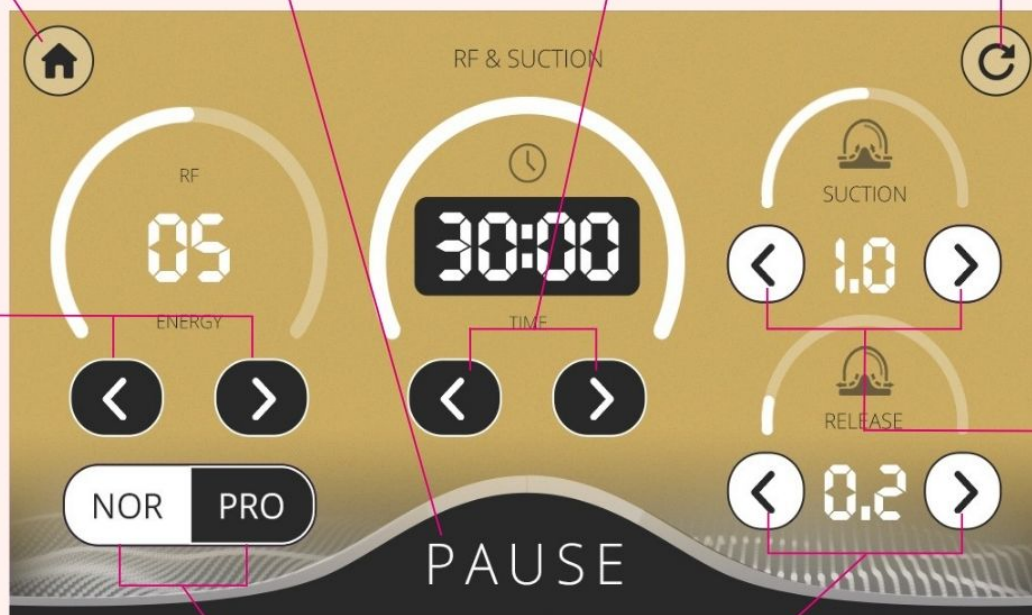 RF & SUCTION
RF
05
ENERGY
NOR PRO
30:00
TIME
PAUSE
SUCTION
1.0
RELEASE
0.2